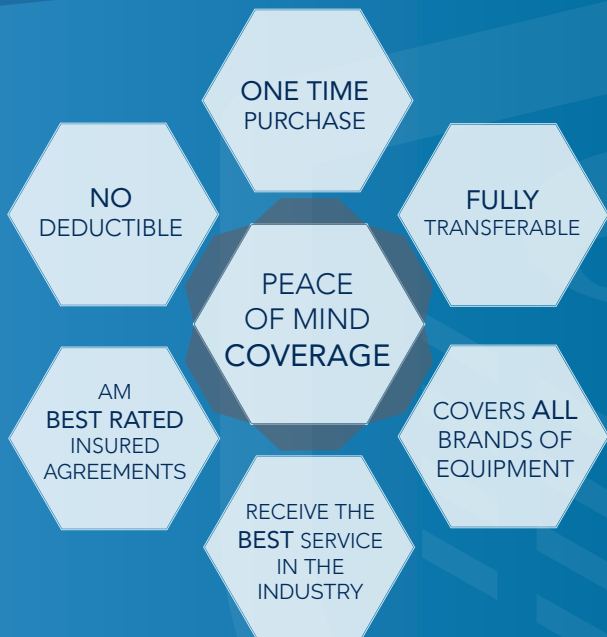 ONE TIME
PURCHASE
NO
DEDUCTIBLE
FULLY
TRANSFERABLE
PEACE
OF MIND
COVERAGE
AM
BEST RATED
INSURED
AGREEMENTS
COVERS ALL
BRANDS OF
EQUIPMENT
RECEIVE THE
BEST SERVICE
IN THE
INDUSTRY